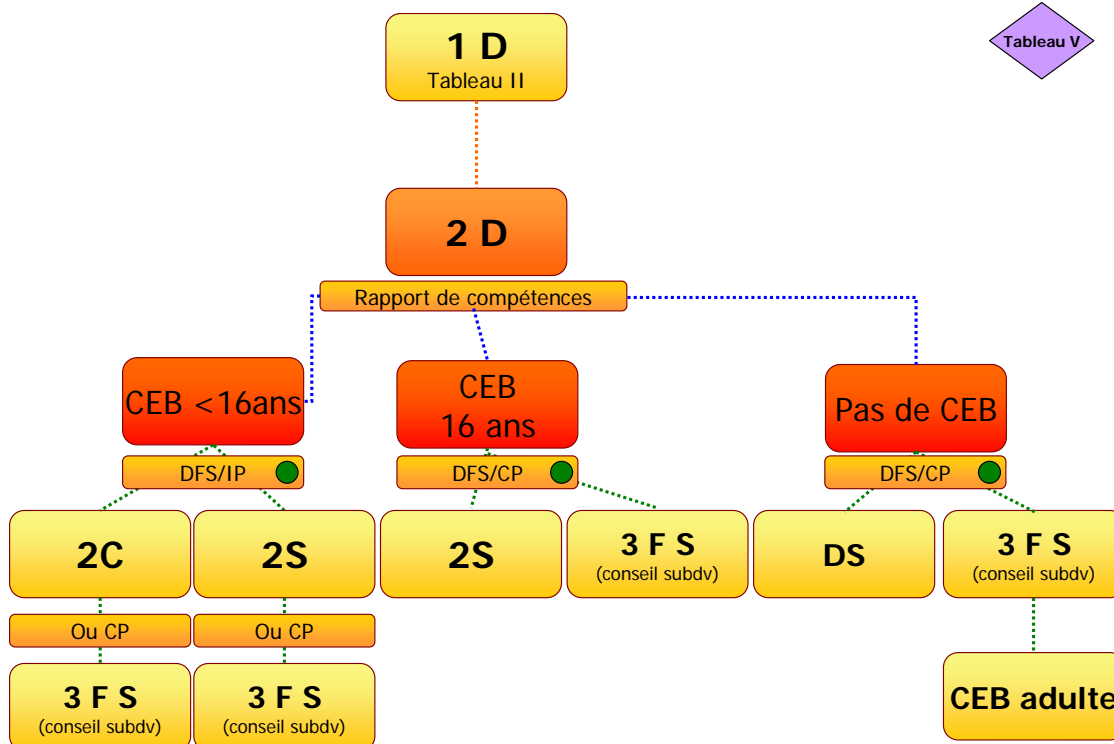 1 D
Tableau II
Tableau V
2 D
Rapport de compétences
CEB <16ans
CEB
16 ans
Pas de CEB
DFS/IP
DFS/CP
DFS/CP
2C
2S
2S
3 F S
(conseil subdv)
DS
3 F S
(conseil subdv)
Ou CP
Ou CP
3 F S
(conseil subdv)
3 F S
(conseil subdv)
CEB adulte